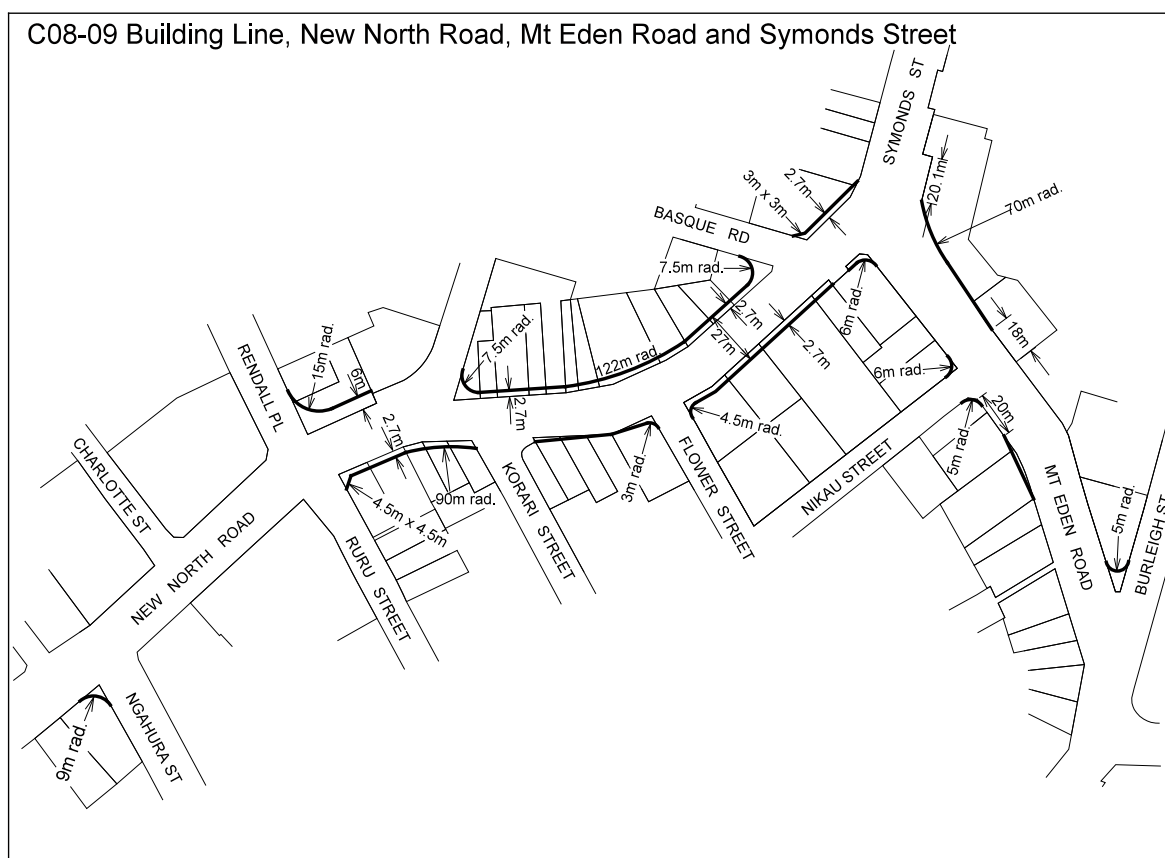 C08-09 Building Line, New North Road, Mt Eden Road and Symonds Street
SYMONDS ST
20.1m
70m rad.
2.7m
3m x 3m
BASQUE RD
7.5m rad.
2.7m
27m
6m rad.
2.7m
18m
122m rad.
7.5m rad.
RENDALL PL
15m rad.
6m
2.7m
2.7m
6m rad.
20m
4.5m rad.
CHARLOTTE ST
90m rad.
4.5m x 4.5m
KORARI STREET
3m rad.
FLOWER STREET
NIKAU STREET
5m rad.
MT EDEN ROAD
5m rad.
BURLEIGH ST
NEW NORTH ROAD
RURU STREET
NGAHURA ST
9m rad.